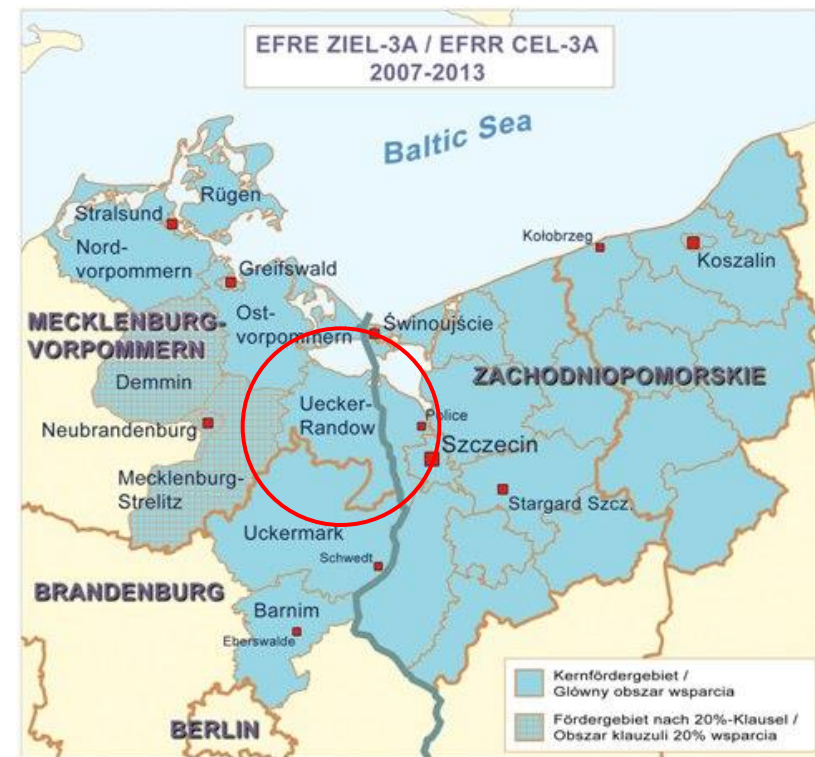 EFRE ZIEL-3A / EFRR CEL-3A
2007-2013
Baltic Sea
Rügen
Stralsund
Nord-
vorpommern
Greifswald
Kołobrzeg
Koszalin
MECKLENBURG-
VORPOMMERN
Ost-
vorpommern
Świnoujście
Demmin
ZACHODNIOPOMORSKIE
Uecker-
Randow
Police
Neubrandenburg
Szczecin
Mecklenburg-
Strelitz
Stargard Szcz.
Uckermark
Schwedt
BRANDENBURG
Barnim
Eberswalde
BERLIN
Kernfördergebiet /
Glówny obszar wsparcia
Fördergebiet nach 20%-Klausel /
Obszar klauzuli 20% wsparcia